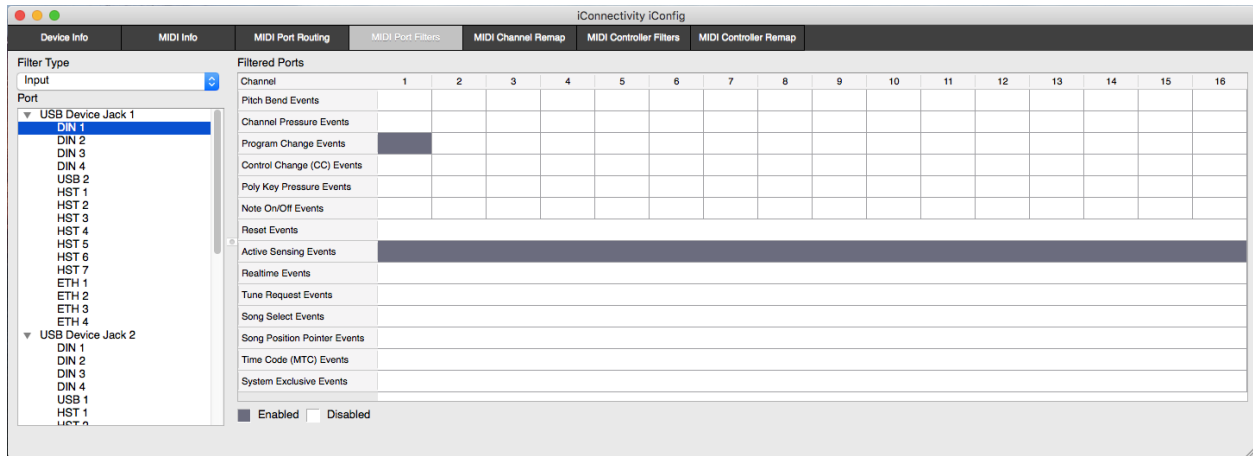 iConnectivity iConfig
Device Info MIDI Info MIDI Port Routing MIDI Port Filters MIDI Channel Remap MIDI Controller Filters MIDI Controller Remap
Filter Type
Input
Port
USB Device Jack 1
DIN 1
DIN 2
DIN 3
DIN 4
USB 2
HST 1
HST 2
HST 3
HST 4
HST 5
HST 6
HST 7
ETH 1
ETH 2
ETH 3
ETH 4
USB Device Jack 2
DIN 1
DIN 2
DIN 3
DIN 4
USB 1
HST 1
HST 2
Filtered Ports
Channel 1 2 3 4 5 6 7 8 9 10 11 12 13 14 15 16
Pitch Bend Events
Channel Pressure Events
Program Change Events
Control Change (CC) Events
Poly Key Pressure Events
Note On/Off Events
Reset Events
Active Sensing Events
Realtime Events
Tune Request Events
Song Select Events
Song Position Pointer Events
Time Code (MTC) Events
System Exclusive Events
Enabled Disabled